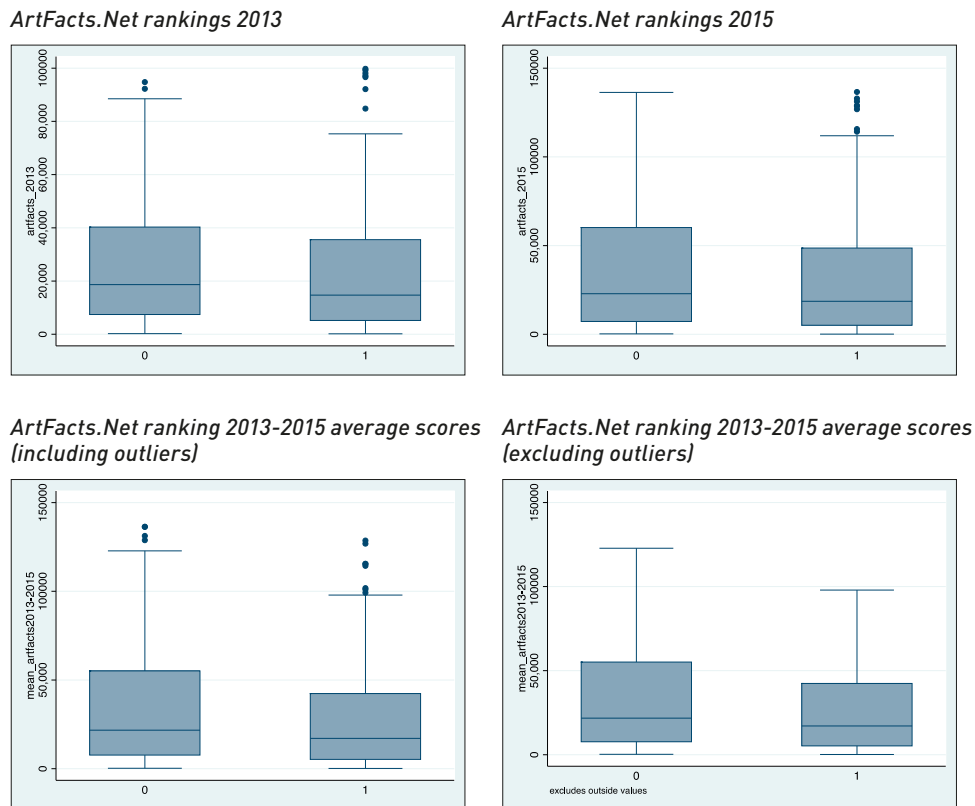 ArtFacts.Net rankings 2013
artfacts_2013
100000
80,000
60,000
40,000
20,000
0
0 1
ArtFacts.Net rankings 2015
artfacts_2015
150000
100000
50,000
0
0 1
ArtFacts.Net ranking 2013-2015 average scores
(including outliers)
mean_artfacts2013-2015
150000
100000
50,000
0
0 1
ArtFacts.Net ranking 2013-2015 average scores
(excluding outliers)
mean_artfacts2013-2015
150000
100000
50,000
0
0 1
excludes outside values